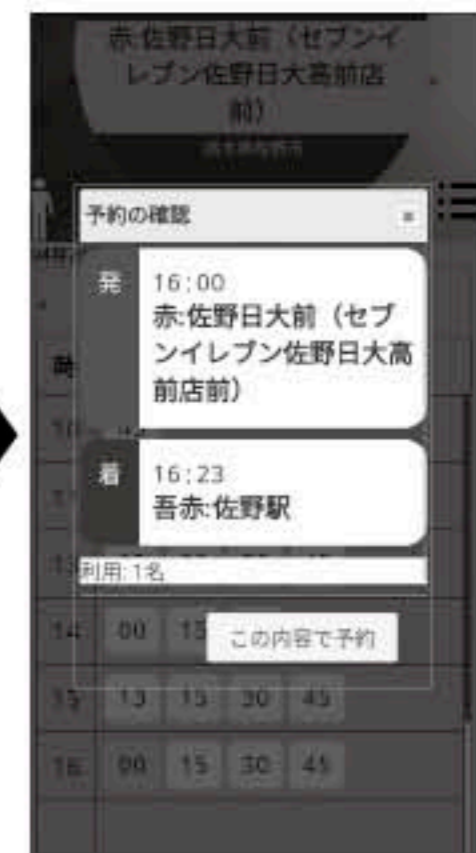 赤:佐野日大前（セブンイ
レブン佐野日大高前店
前）
予約の確認
発
16:00
赤:佐野日大前（セブ
ンイレブン佐野日大高
前店前）
着
16:23
吾赤:佐野駅
利用: 1名
14 00 15
この内容で予約
15 13 15 30 45
16 00 15 30 45